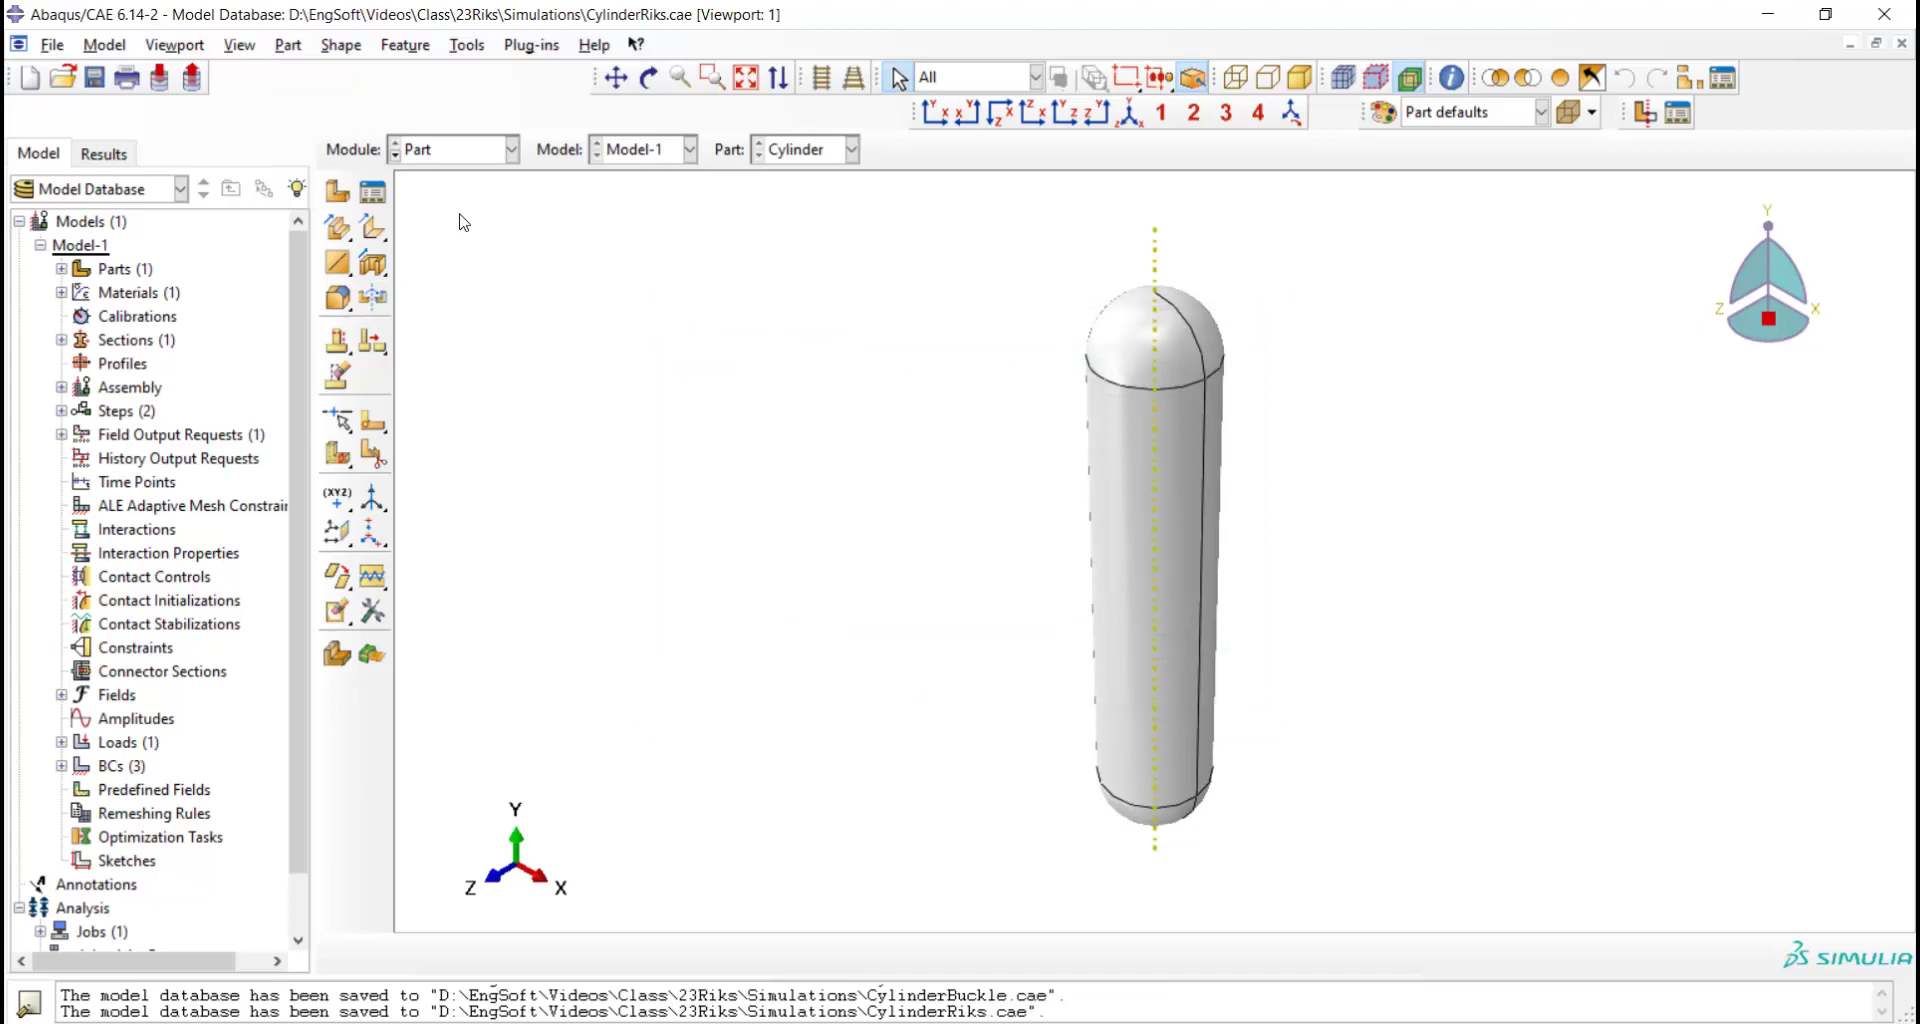 Abaqus/CAE 6.14-2 - Model Database: D:\EngSoft\Videos\Class\23Riks\Simulations\CylinderRiks.cae [Viewport: 1]
File Model Viewport View Part Shape Feature Tools Plug-ins Help
All
1 2 3 4 Part defaults
Model Results Module: Part Model: Model-1 Part: Cylinder
Model Database
Models (1)
Model-1
Parts (1)
Materials (1)
Calibrations
Sections (1)
Profiles
Assembly
Steps (2)
Field Output Requests (1)
History Output Requests
Time Points
ALE Adaptive Mesh Constrain
Interactions
Interaction Properties
Contact Controls
Contact Initializations
Contact Stabilizations
Constraints
Connector Sections
Fields
Amplitudes
Loads (1)
BCs (3)
Predefined Fields
Remeshing Rules
Optimization Tasks
Sketches
Annotations
Analysis
Jobs (1)
(XYZ)
Y
Z X
Y
Z X
SIMULIA
The model database has been saved to "D:\EngSoft\Videos\Class\23Riks\Simulations\CylinderBuckle.cae".
The model database has been saved to "D:\EngSoft\Videos\Class\23Riks\Simulations\CylinderRiks.cae".